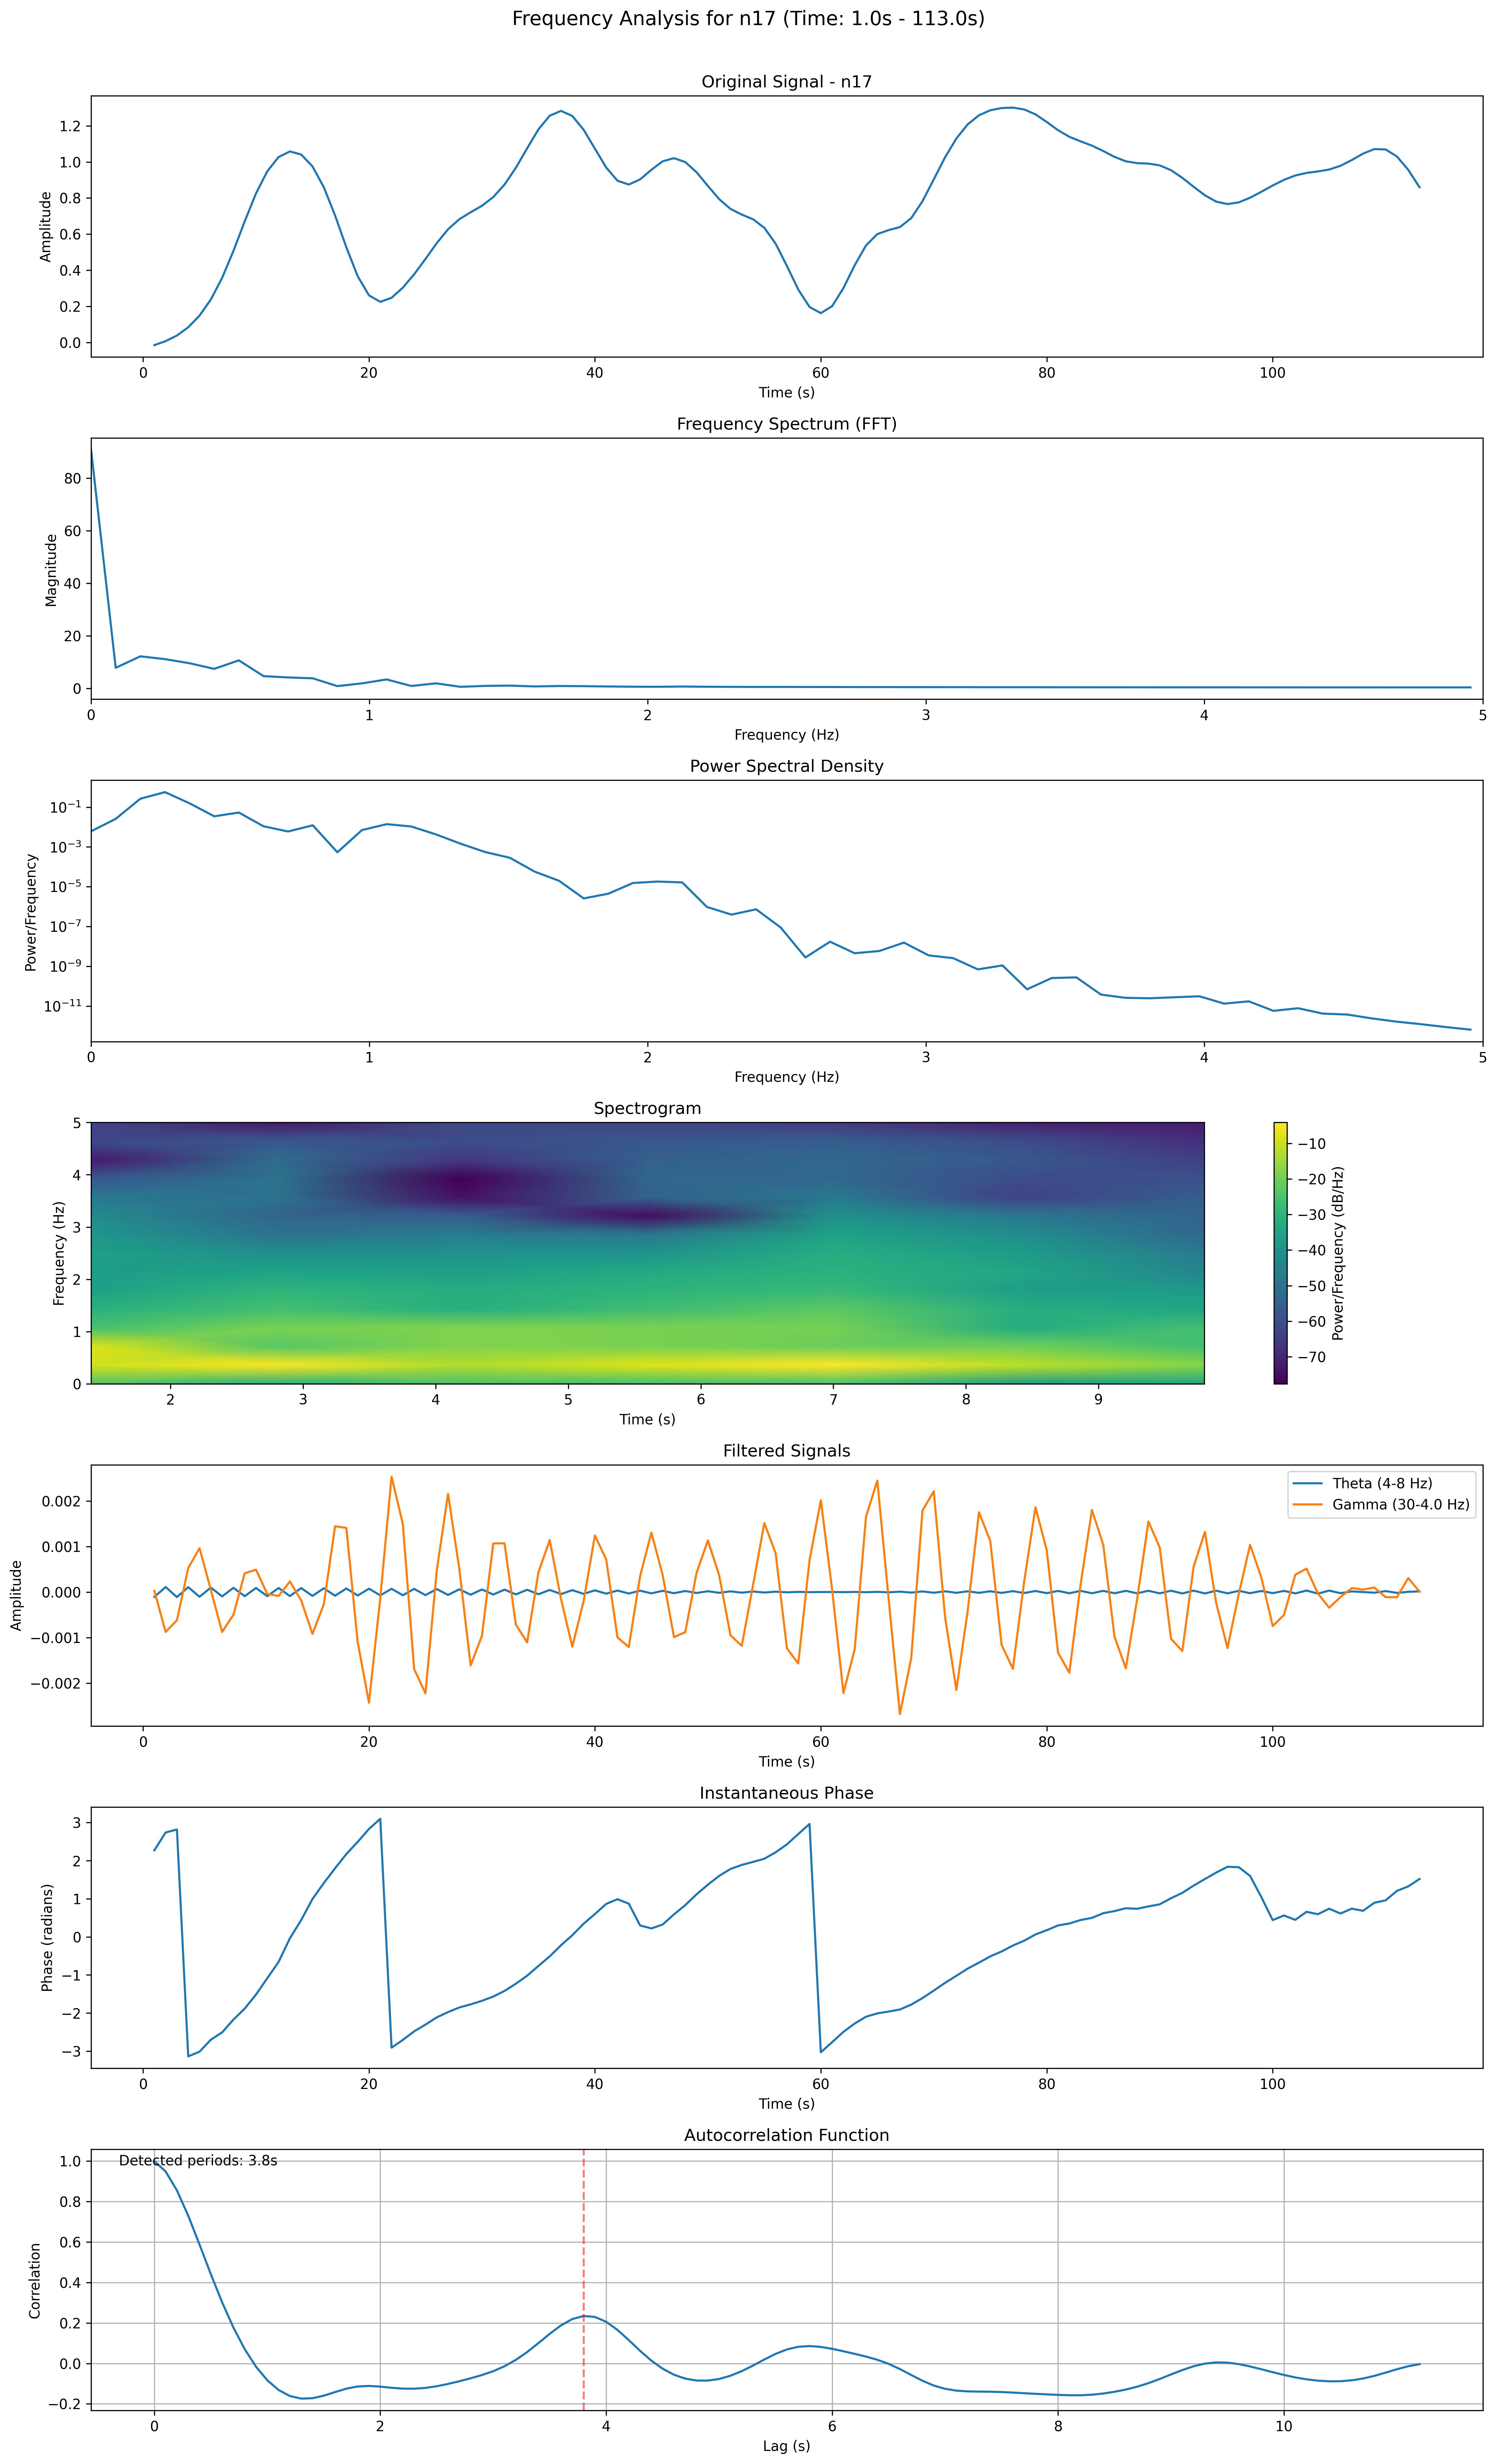 Frequency Analysis for n17 (Time: 1.0s - 113.0s)
Original Signal - n17
1.2
1.0
0.8
0.6
0.4
0.2
0.0
Amplitude
0 20 40 60 80 100
Time (s)
Frequency Spectrum (FFT)
80
60
40
20
0
Magnitude
0 1 2 3 4 5
Frequency (Hz)
Power Spectral Density
10⁻¹
10⁻³
10⁻⁵
10⁻⁷
10⁻⁹
10⁻¹¹
Power/Frequency
0 1 2 3 4 5
Frequency (Hz)
Spectrogram
5
4
3
2
1
0
Frequency (Hz)
2 3 4 5 6 7 8 9
Time (s)
−10
−20
−30
−40
−50
−60
−70
Power/Frequency (dB/Hz)
Filtered Signals
Theta (4-8 Hz)
Gamma (30-4.0 Hz)
0.002
0.001
0.000
−0.001
−0.002
Amplitude
0 20 40 60 80 100
Time (s)
Instantaneous Phase
3
2
1
0
−1
−2
−3
Phase (radians)
0 20 40 60 80 100
Time (s)
Autocorrelation Function
Detected periods: 3.8s
1.0
0.8
0.6
0.4
0.2
0.0
−0.2
Correlation
0 2 4 6 8 10
Lag (s)